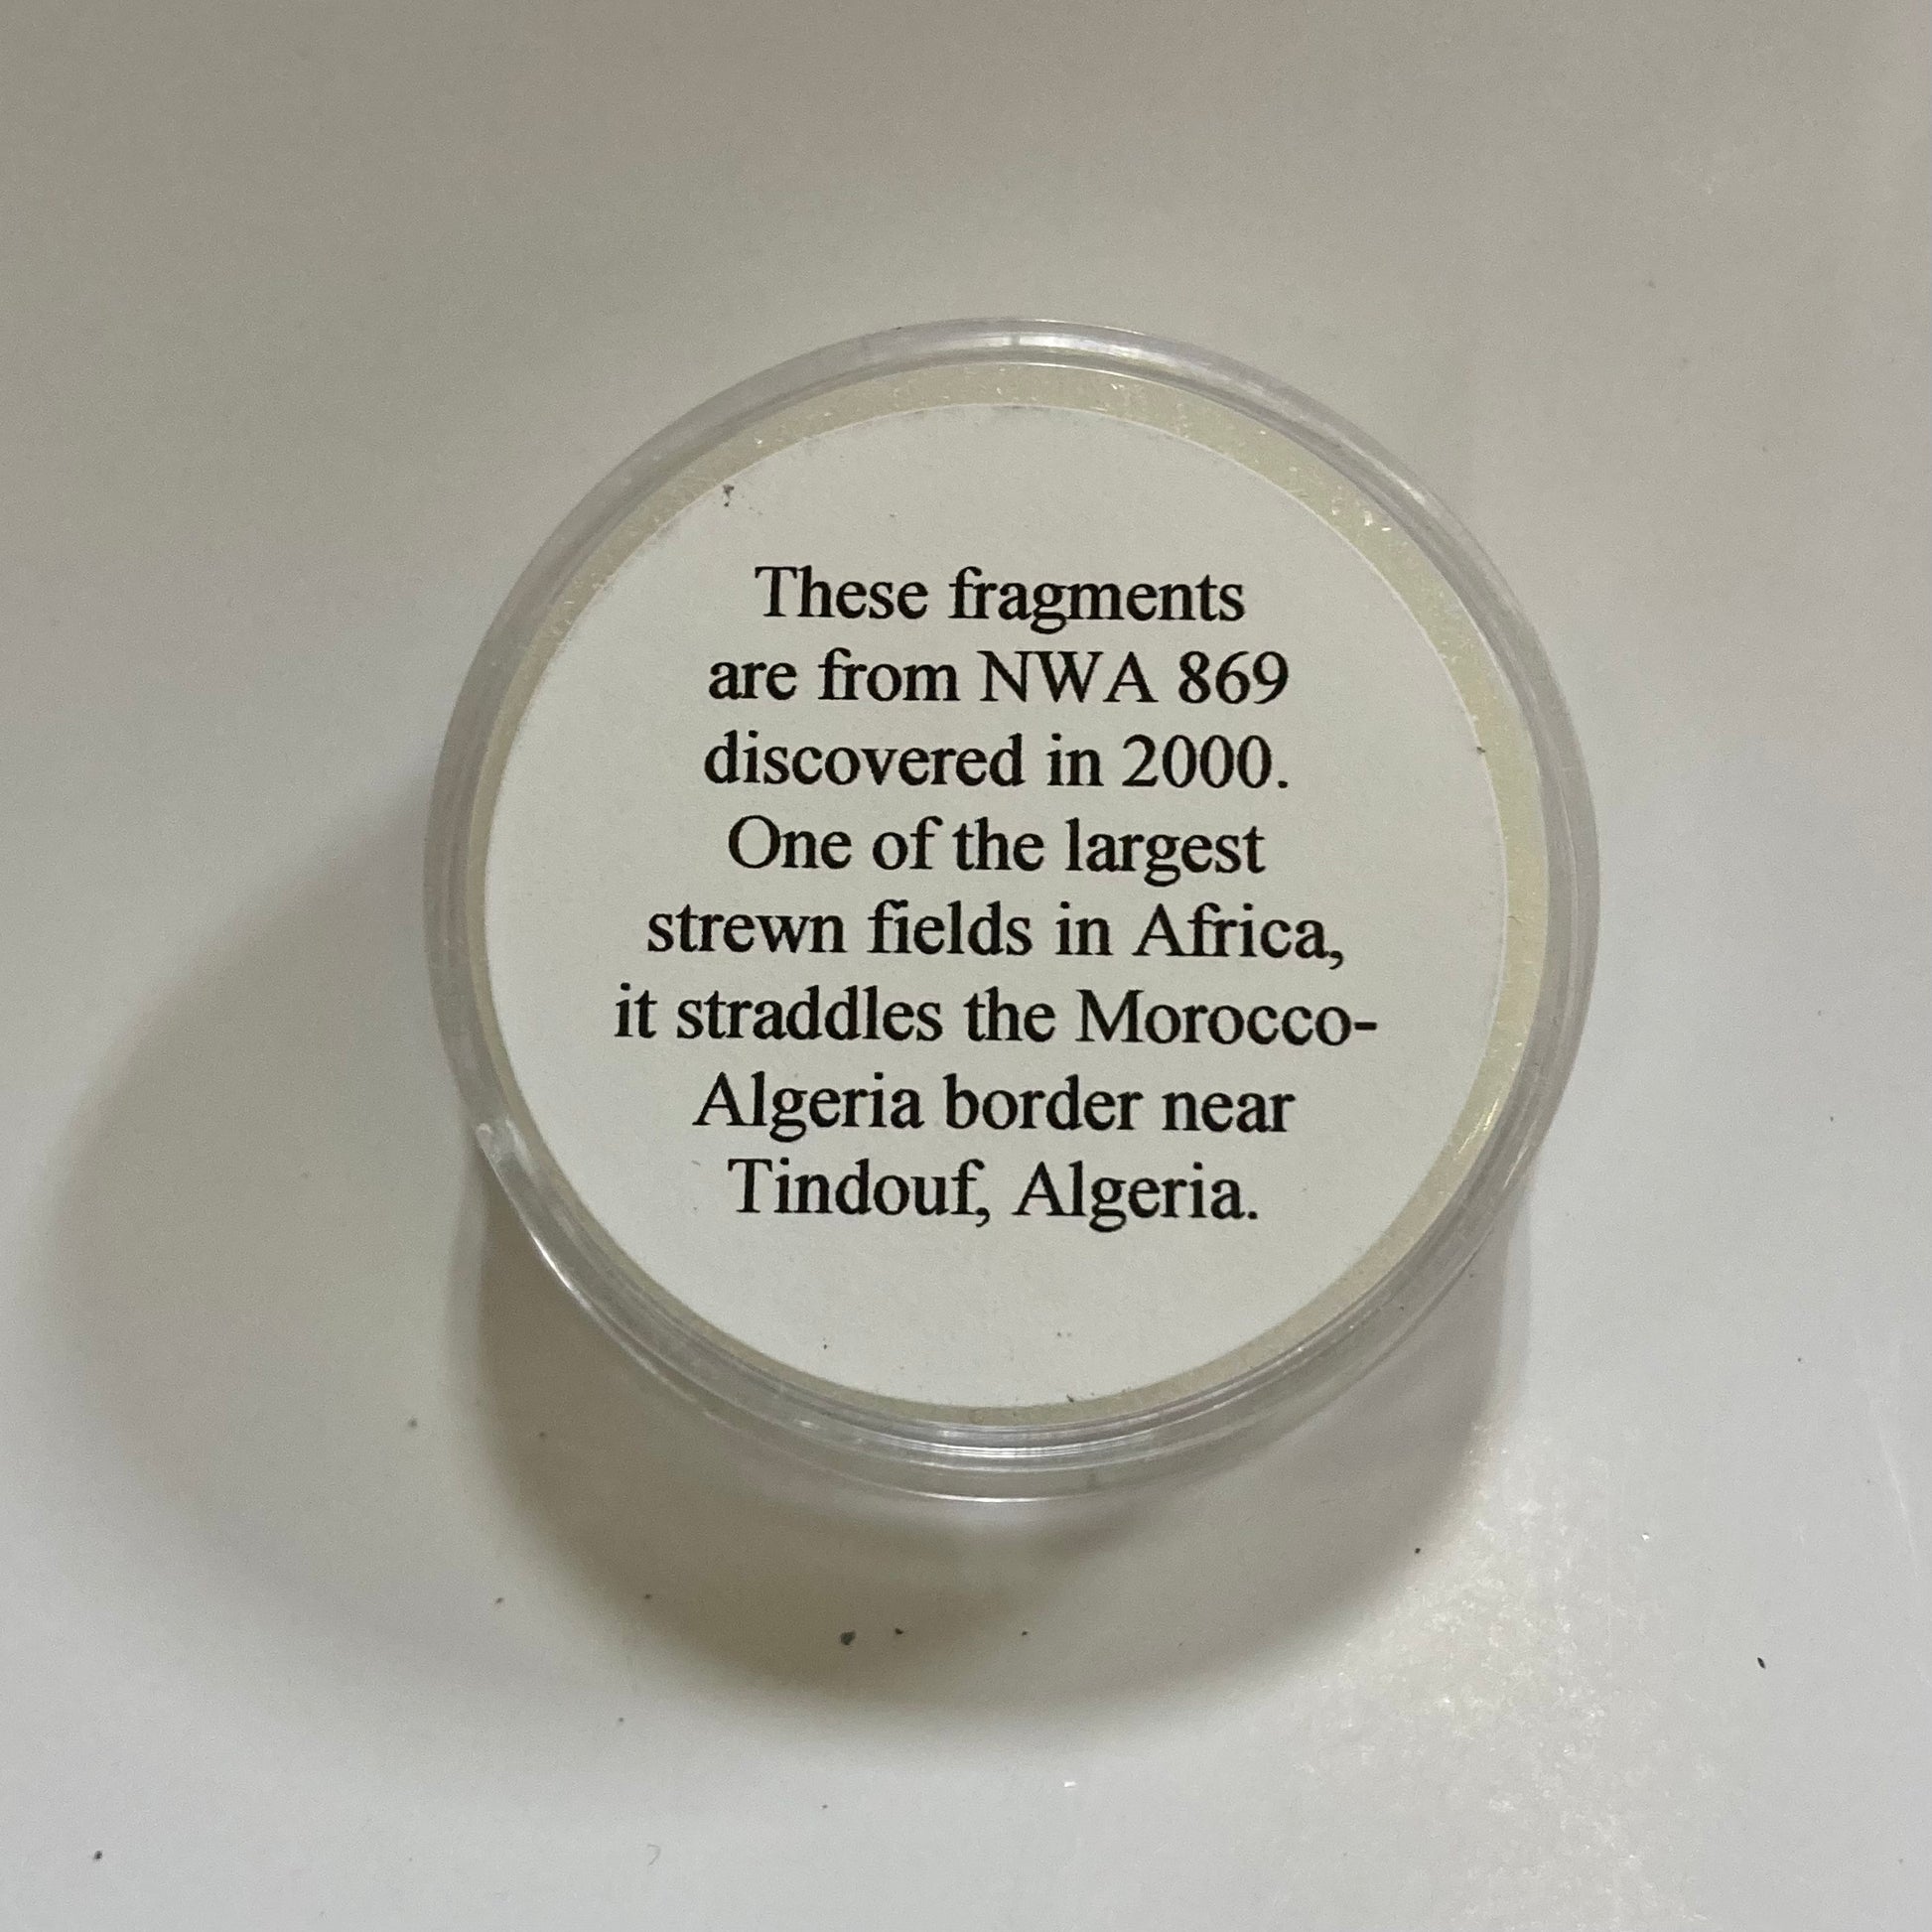 These fragments
are from NWA 869
discovered in 2000.
One of the largest
strewn fields in Africa,
it straddles the Morocco-
Algeria border near
Tindouf, Algeria.